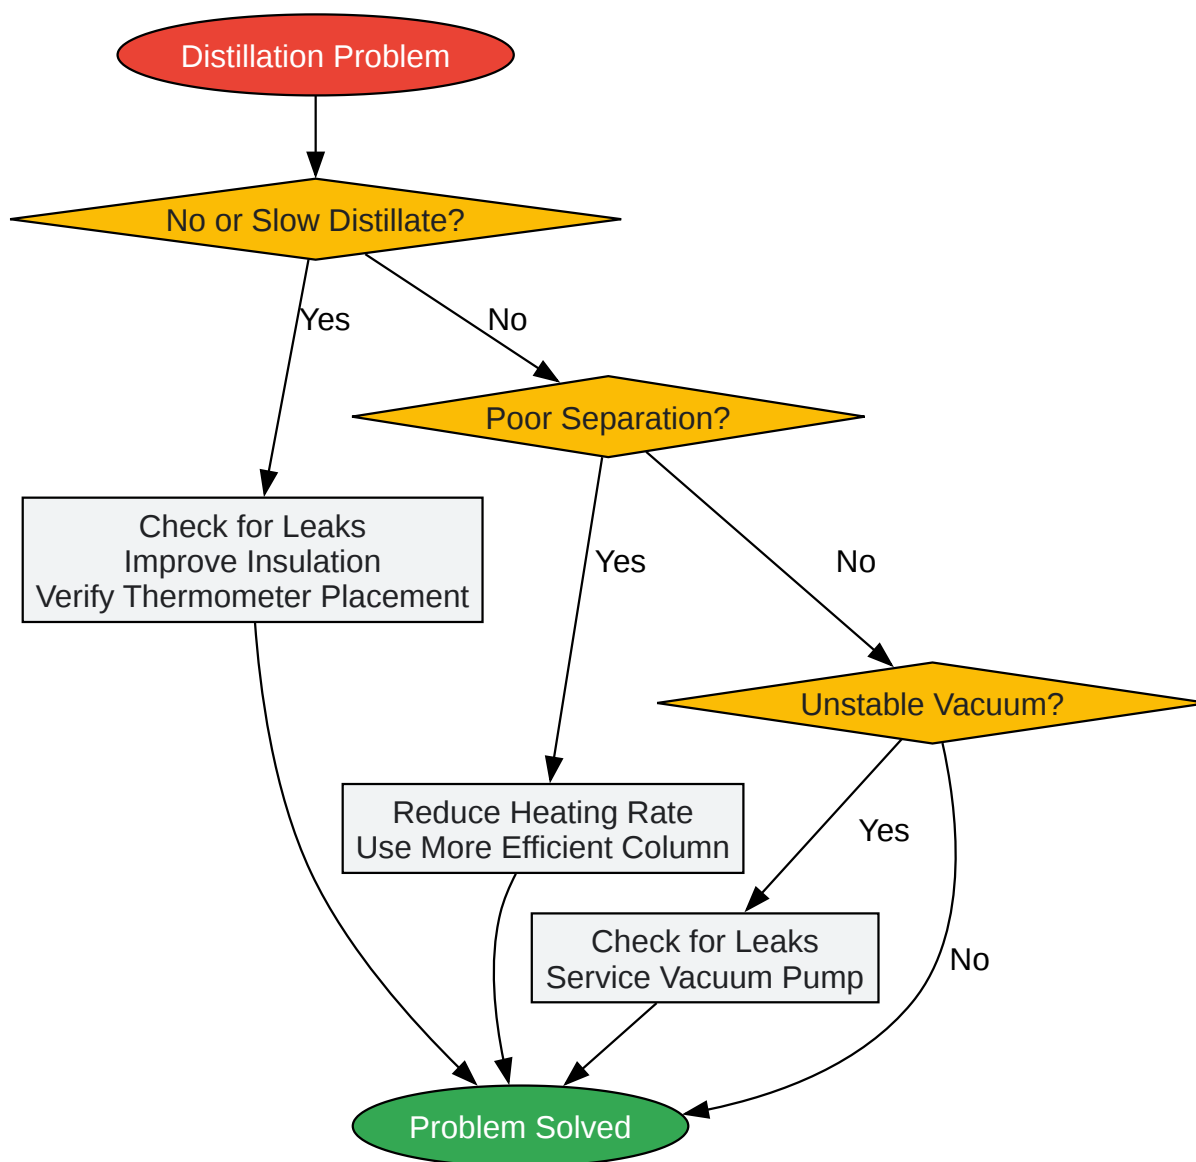 Distillation Problem
No or Slow Distillate?
Yes
No
Poor Separation?
Check for Leaks
Improve Insulation
Verify Thermometer Placement
Yes
No
Unstable Vacuum?
Reduce Heating Rate
Use More Efficient Column
Yes
Check for Leaks
Service Vacuum Pump
No
Problem Solved